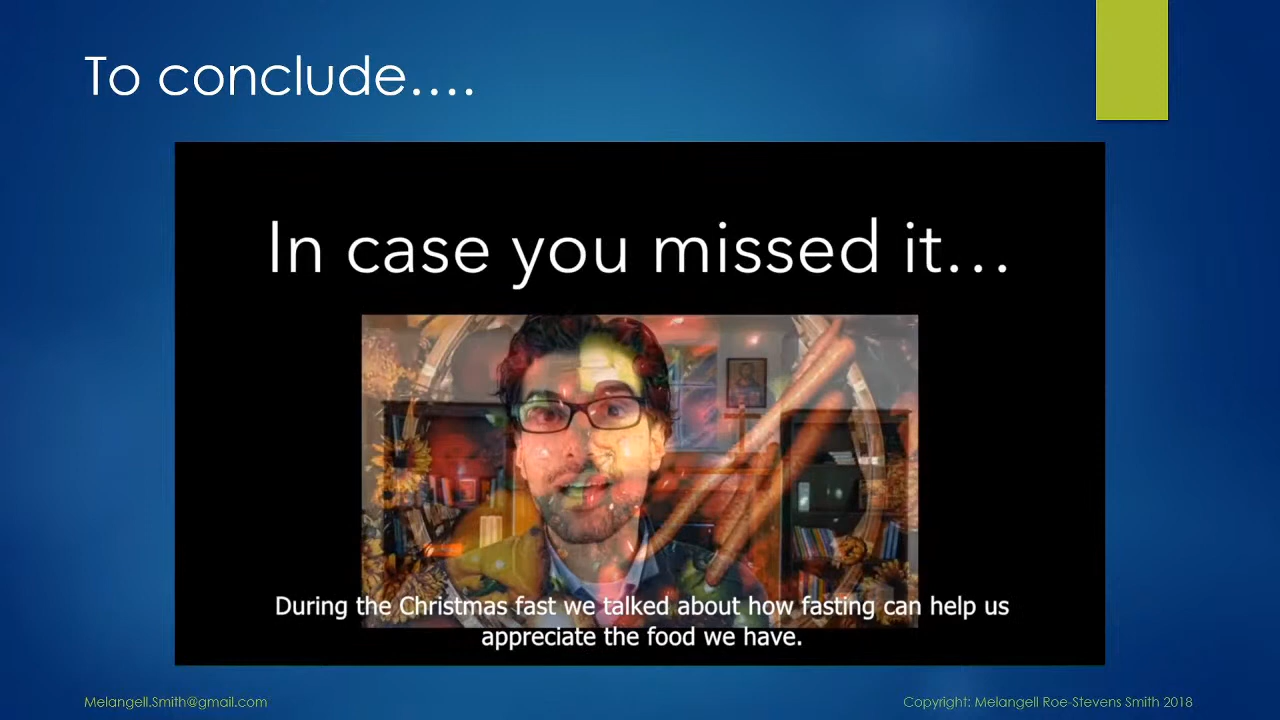 To conclude....
In case you missed it...
During the Christmas fast we talked about how fasting can help us
appreciate the food we have.
Melangell.Smith@gmail.com
Copyright: Melangell Roe-Stevens Smith 2018